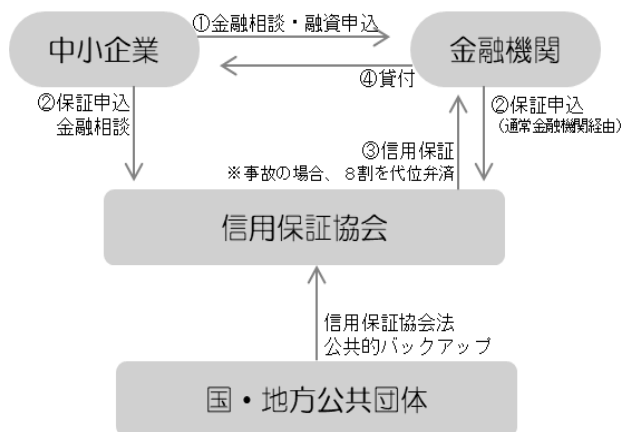 ①金融相談・融資申込
中小企業
金融機関
④貸付
②保証申込
金融相談
②保証申込
(通常金融機関経由)
③信用保証
※事故の場合、8割を代位弁済
信用保証協会
信用保証協会法
公共的バックアップ
国・地方公共団体